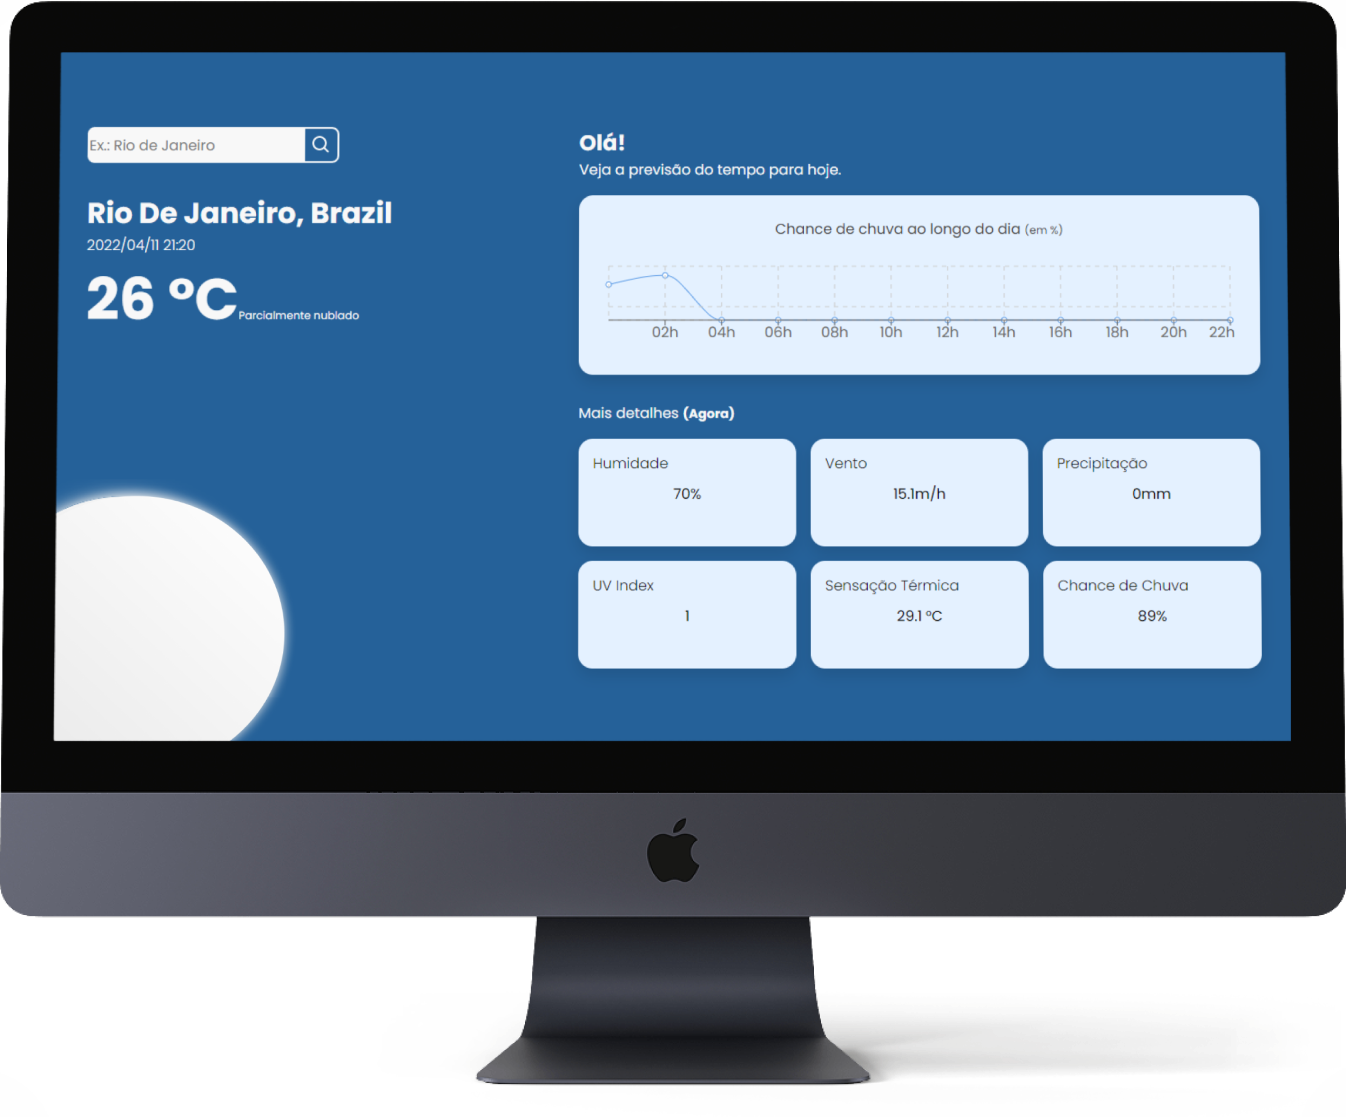 Ex.: Rio de Janeiro
Rio De Janeiro, Brazil
2022/04/11 21:20
26 ºC Parcialmente nublado
Olá!
Veja a previsão do tempo para hoje.
Chance de chuva ao longo do dia (em %)
02h 04h 06h 08h 10h 12h 14h 16h 18h 20h 22h
Mais detalhes (Agora)
Humidade
70%
Vento
15.1m/h
Precipitação
0mm
UV Index
1
Sensação Térmica
29.1 ºC
Chance de Chuva
89%